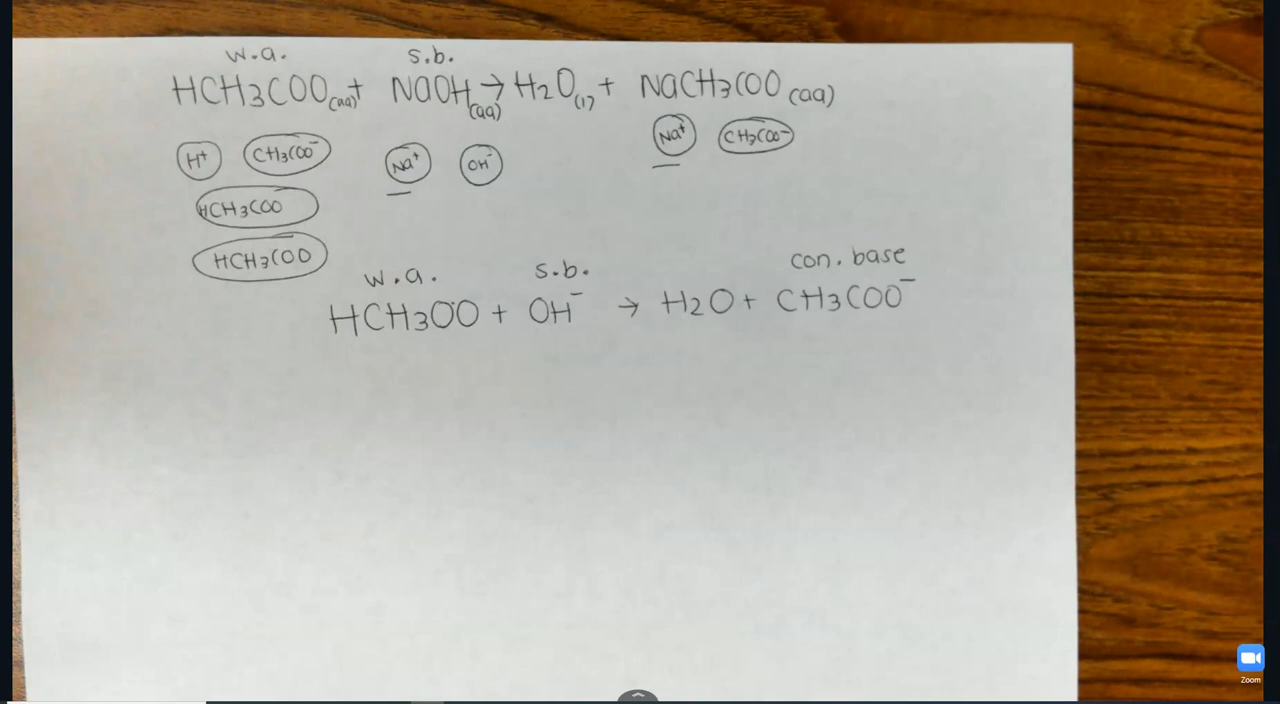 w.a. s.b.
HCH3COO(aq) + NaOH(aq) → H2O(l) + NaCH3COO(aq)
H+ CH3COO- Na+ OH- Na+ CH3COO-
HCH3COO
HCH3COO
w.a. s.b. con. base
HCH3OO + OH- → H2O + CH3COO-
Zoom